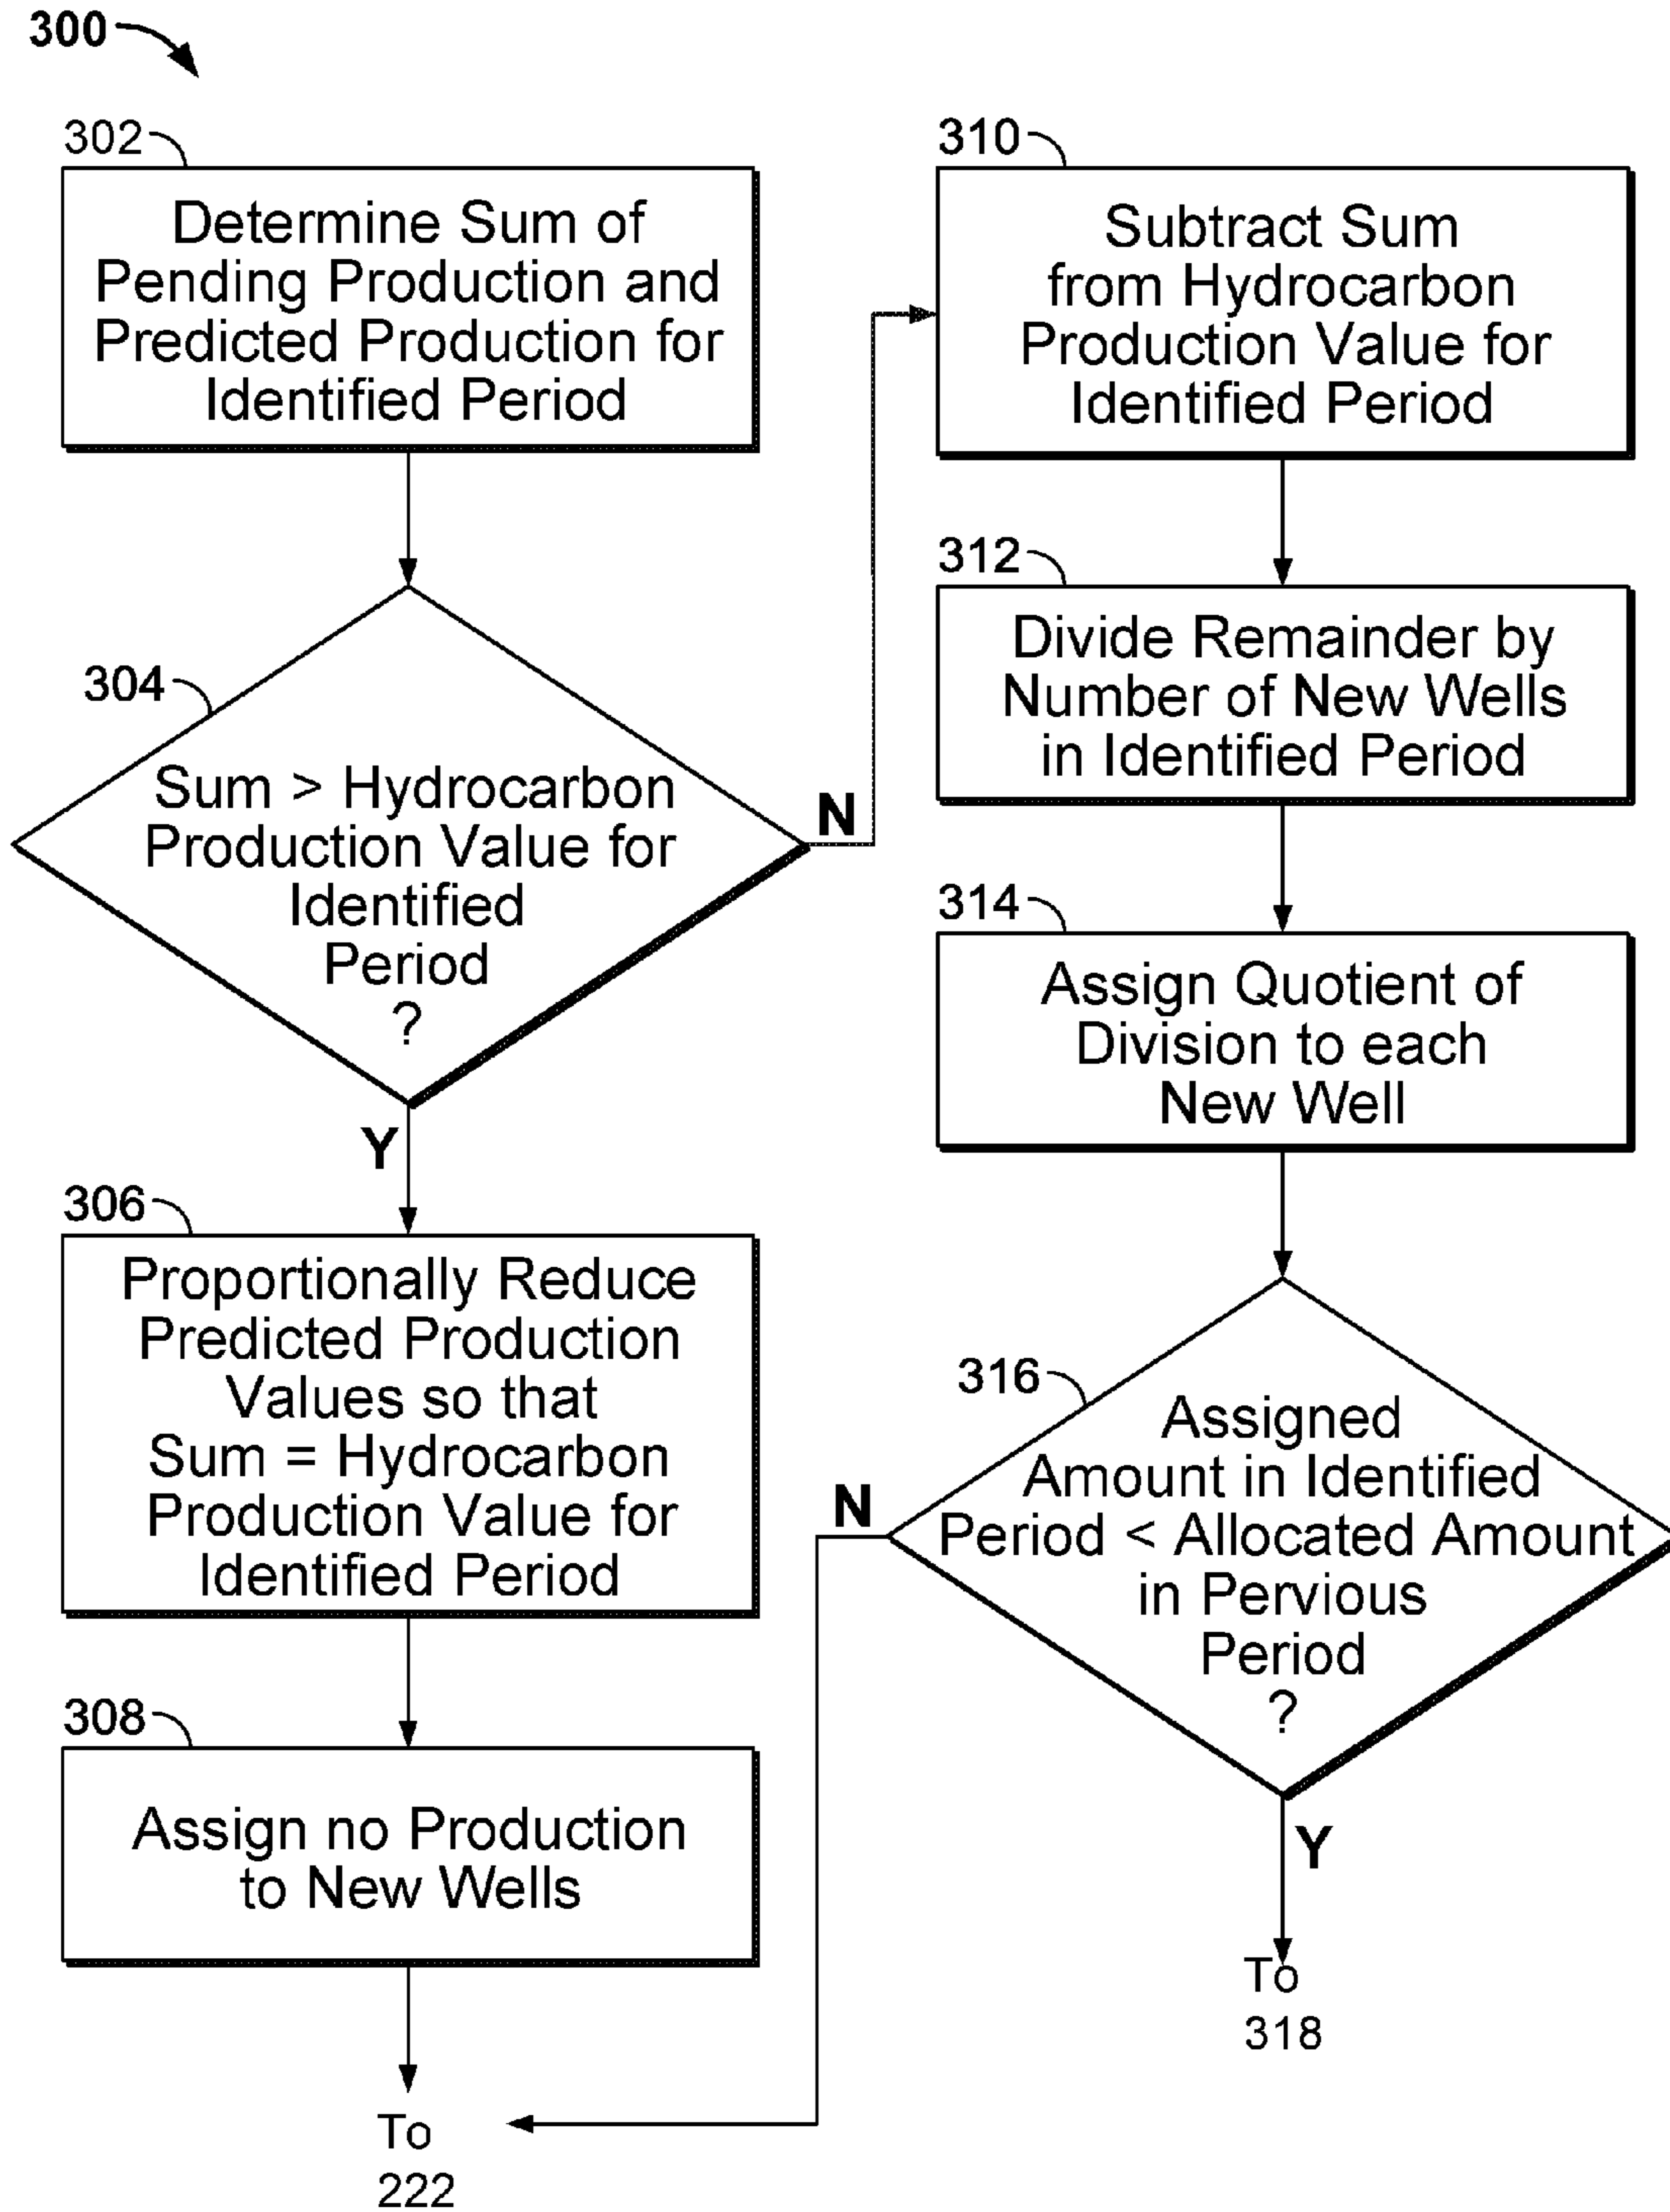 300
302
Determine Sum of
Pending Production and
Predicted Production for
Identified Period
304
Sum > Hydrocarbon
Production Value for
Identified
Period
?
N
Y
306
Proportionally Reduce
Predicted Production
Values so that
Sum = Hydrocarbon
Production Value for
Identified Period
308
Assign no Production
to New Wells
To
222
310
Subtract Sum
from Hydrocarbon
Production Value for
Identified Period
312
Divide Remainder by
Number of New Wells
in Identified Period
314
Assign Quotient of
Division to each
New Well
316
Assigned
Amount in Identified
Period < Allocated Amount
in Pervious
Period
?
N
Y
To
318